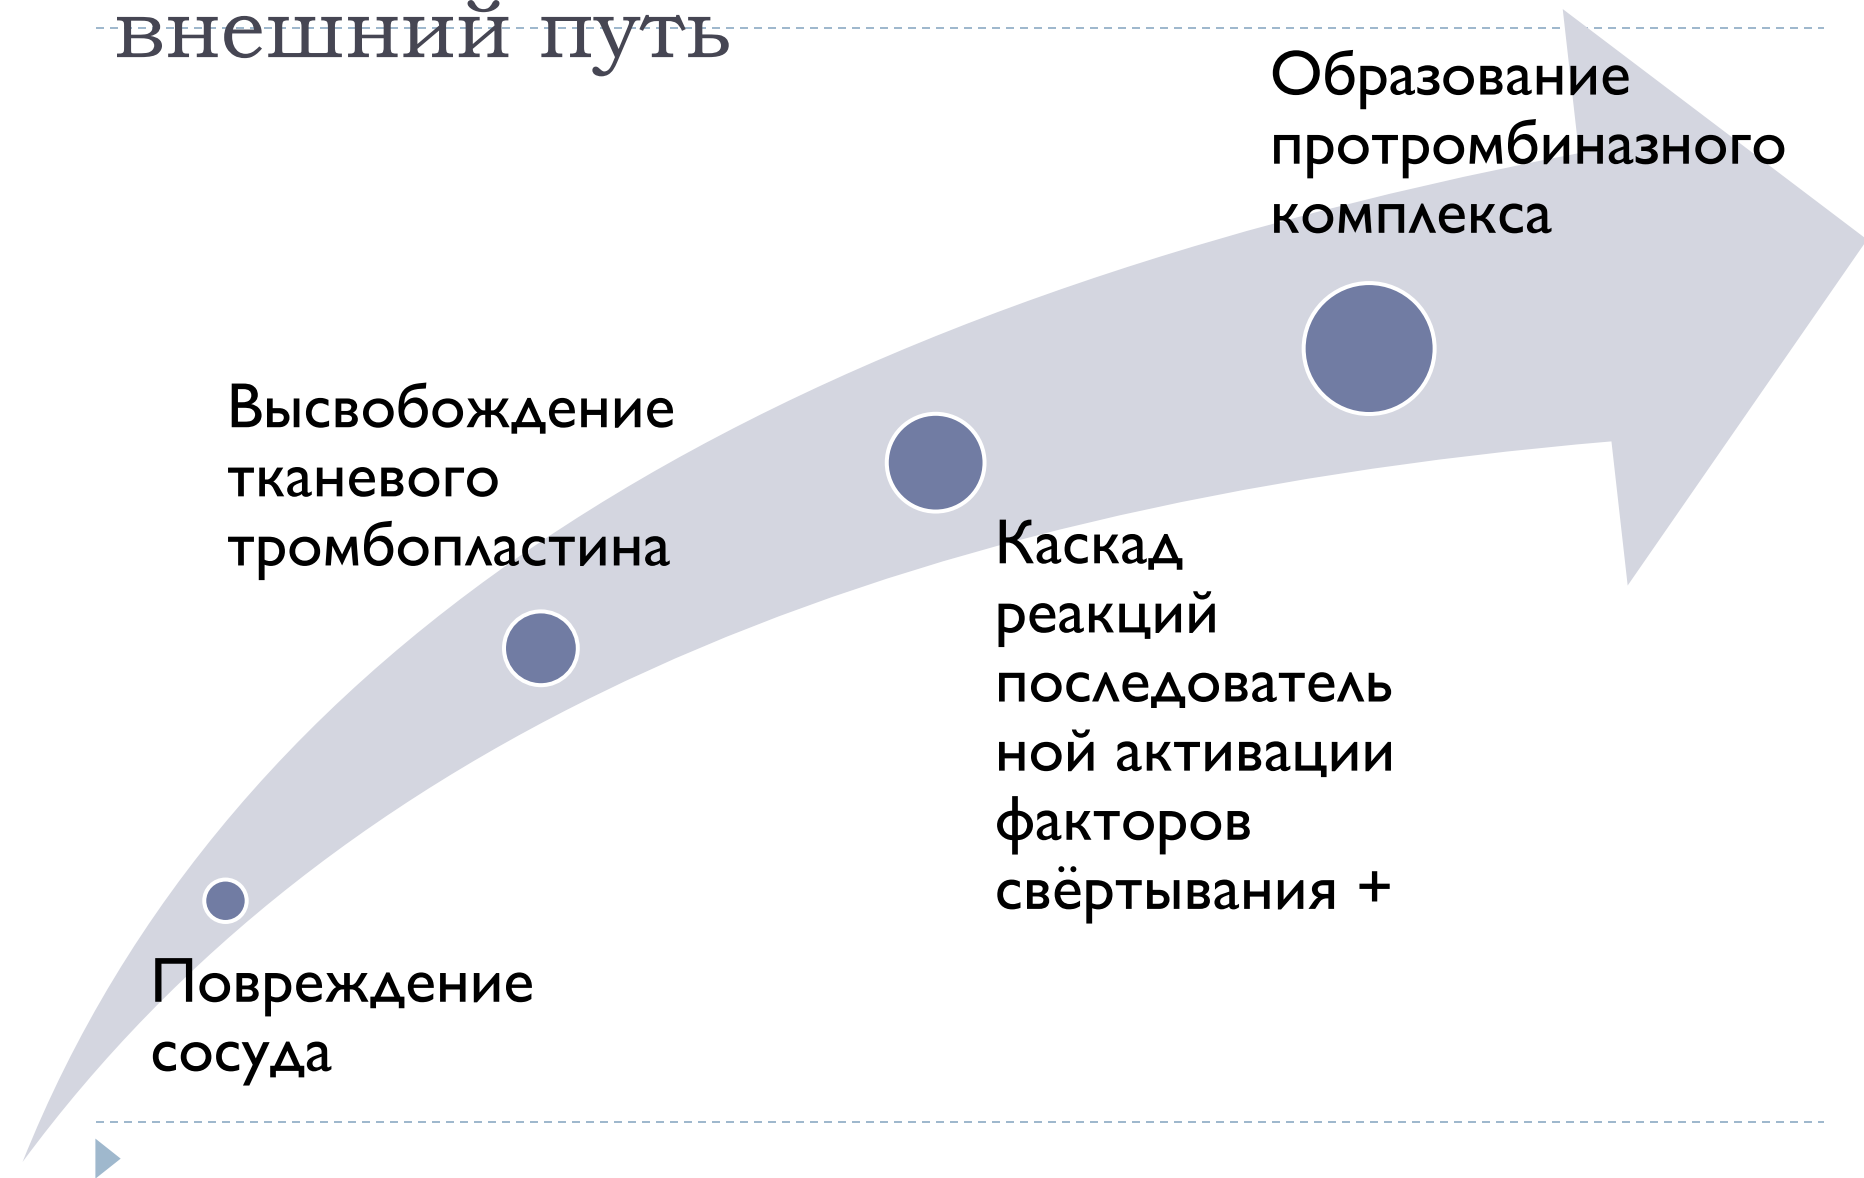 внешний путь
Образование
протромбиназного
комплекса
Высвобождение
тканевого
тромбопластина
Каскад
реакций
последователь
ной активации
факторов
свёртывания +
Повреждение
сосуда